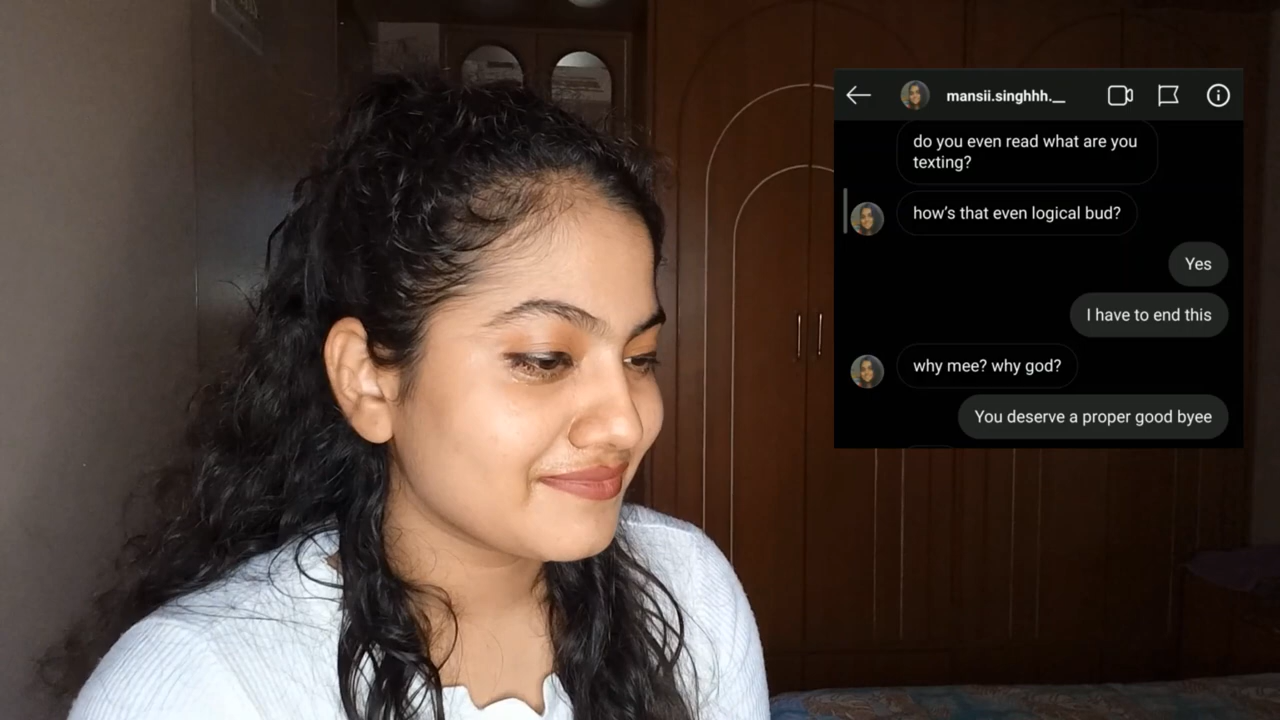 mansii.singhhh.__
do you even read what are you
texting?
how's that even logical bud?
Yes
I have to end this
why mee? why god?
You deserve a proper good byee